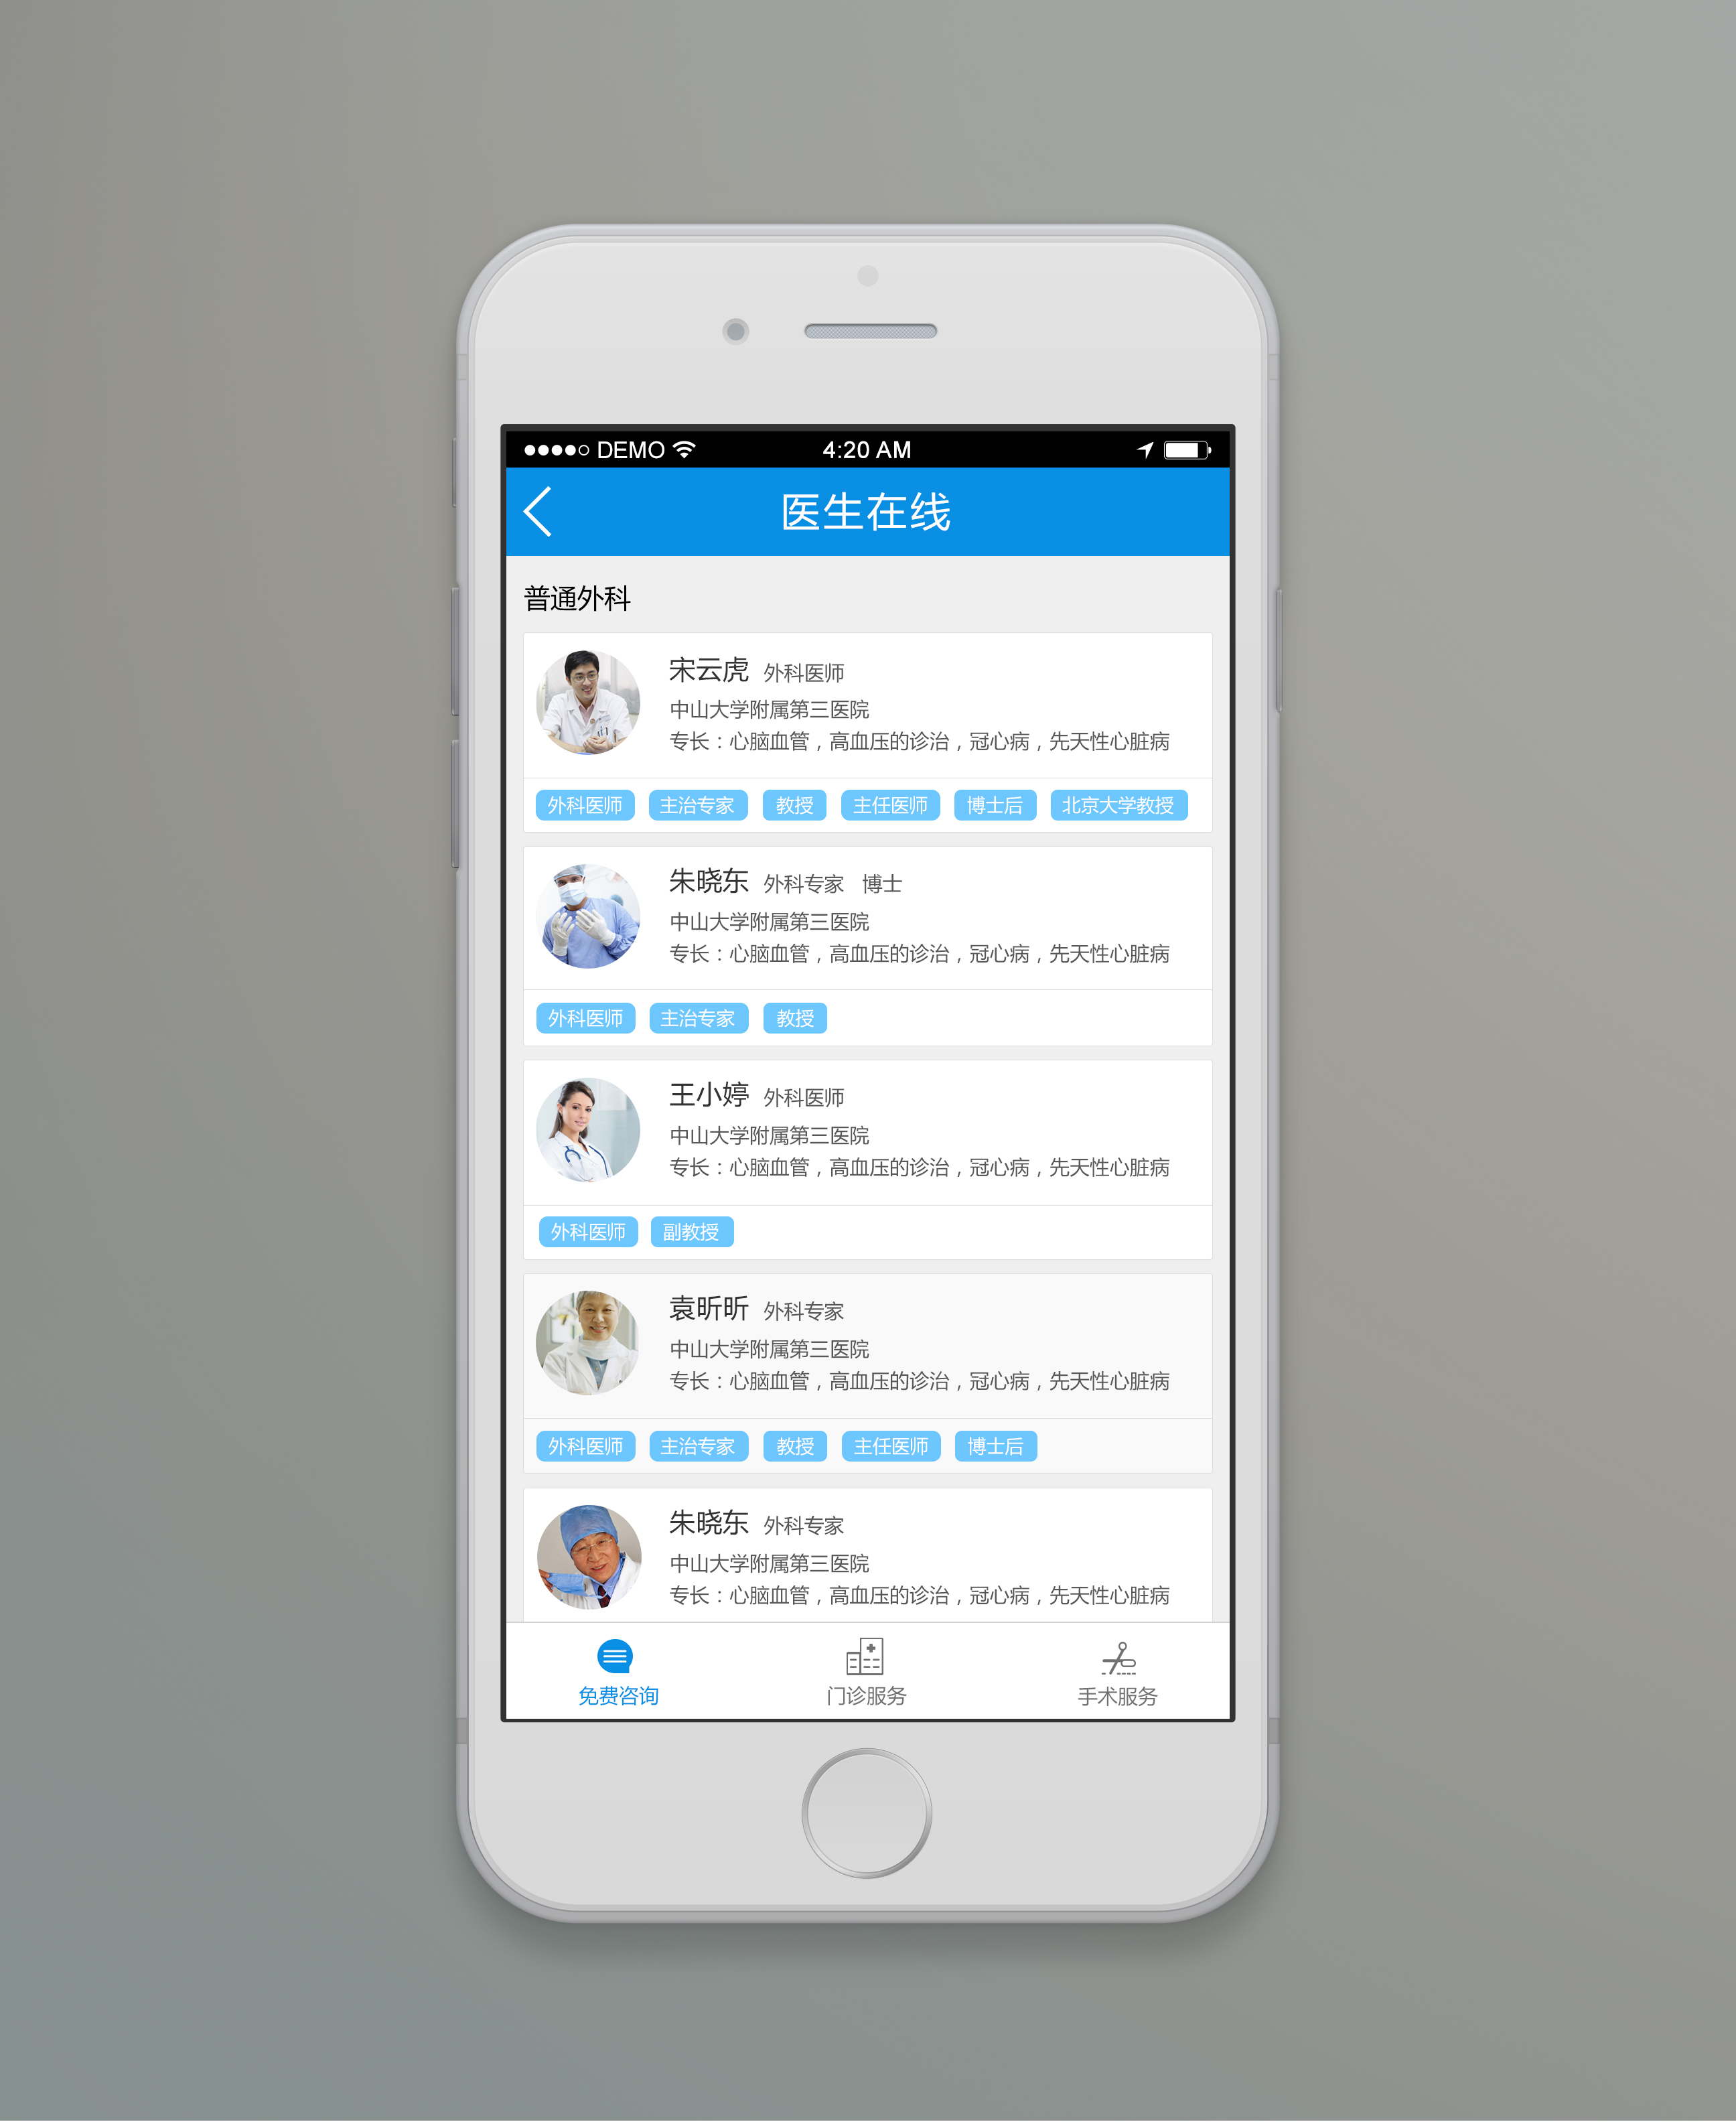 DEMO 4:20 AM
医生在线
普通外科
宋云虎 外科医师
中山大学附属第三医院
专长：心脑血管，高血压的诊治，冠心病，先天性心脏病
外科医师 主治专家 教授 主任医师 博士后 北京大学教授
朱晓东 外科专家 博士
中山大学附属第三医院
专长：心脑血管，高血压的诊治，冠心病，先天性心脏病
外科医师 主治专家 教授
王小婷 外科医师
中山大学附属第三医院
专长：心脑血管，高血压的诊治，冠心病，先天性心脏病
外科医师 副教授
袁昕昕 外科专家
中山大学附属第三医院
专长：心脑血管，高血压的诊治，冠心病，先天性心脏病
外科医师 主治专家 教授 主任医师 博士后
朱晓东 外科专家
中山大学附属第三医院
专长：心脑血管，高血压的诊治，冠心病，先天性心脏病
免费咨询 门诊服务 手术服务